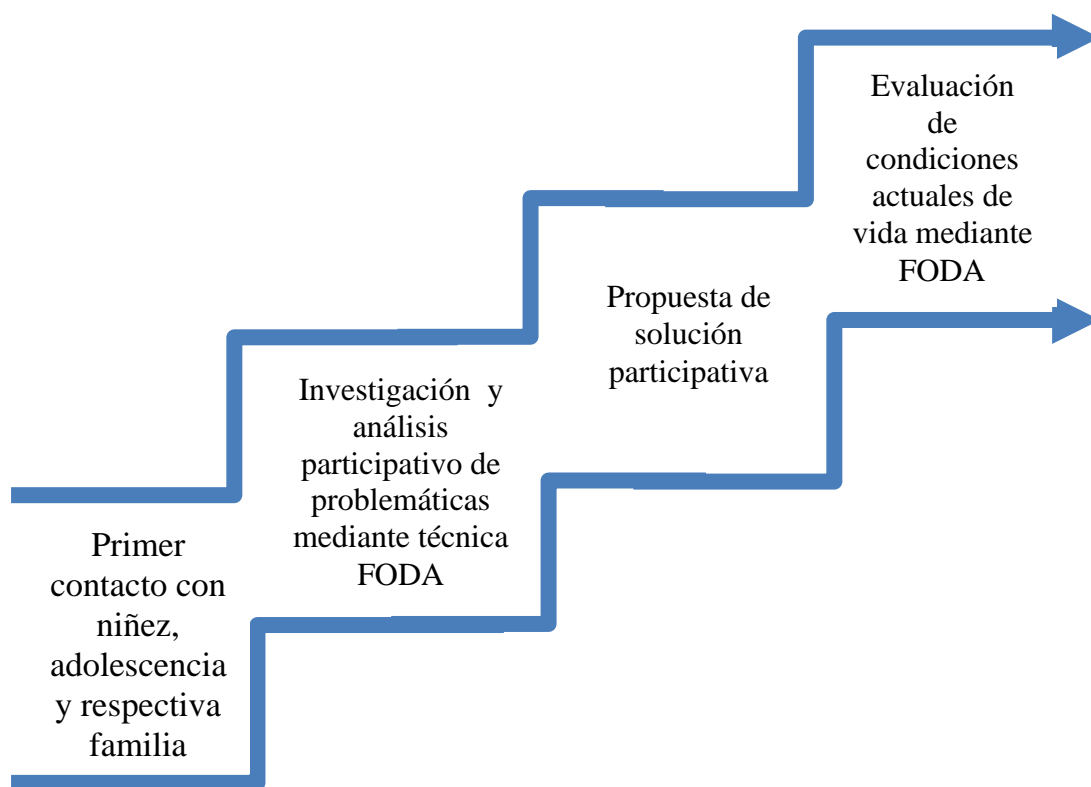 Primer
contacto con
niñez,
adolescencia
y respectiva
familia
Investigación y
análisis
participativo de
problemáticas
mediante técnica
FODA
Propuesta de
solución
participativa
Evaluación
de
condiciones
actuales de
vida mediante
FODA